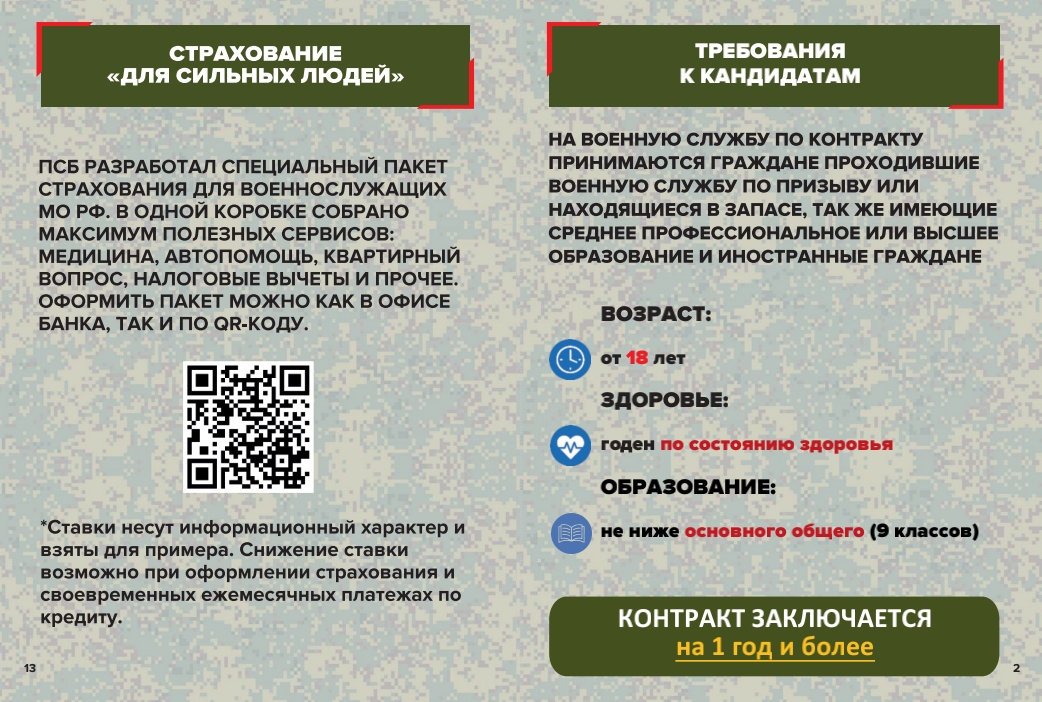 СТРАХОВАНИЕ
«ДЛЯ СИЛЬНЫХ ЛЮДЕЙ»
ПСБ РАЗРАБОТАЛ СПЕЦИАЛЬНЫЙ ПАКЕТ
СТРАХОВАНИЯ ДЛЯ ВОЕННОСЛУЖАЩИХ
МО РФ. В ОДНОЙ КОРОБКЕ СОБРАНО
МАКСИМУМ ПОЛЕЗНЫХ СЕРВИСОВ:
МЕДИЦИНА, АВТОПОМОЩЬ, КВАРТИРНЫЙ
ВОПРОС, НАЛОГОВЫЕ ВЫЧЕТЫ И ПРОЧЕЕ.
ОФОРМИТЬ ПАКЕТ МОЖНО КАК В ОФИСЕ
БАНКА, ТАК И ПО QR-КОДУ.
*Ставки несут информационный характер и
взяты для примера. Снижение ставки
возможно при оформлении страхования и
своевременных ежемесячных платежах по
кредиту.
13
ТРЕБОВАНИЯ
К КАНДИДАТАМ
НА ВОЕННУЮ СЛУЖБУ ПО КОНТРАКТУ
ПРИНИМАЮТСЯ ГРАЖДАНЕ ПРОХОДИВШИЕ
ВОЕННУЮ СЛУЖБУ ПО ПРИЗЫВУ ИЛИ
НАХОДЯЩИЕСЯ В ЗАПАСЕ, ТАК ЖЕ ИМЕЮЩИЕ
СРЕДНЕЕ ПРОФЕССИОНАЛЬНОЕ ИЛИ ВЫСШЕЕ
ОБРАЗОВАНИЕ И ИНОСТРАННЫЕ ГРАЖДАНЕ
ВОЗРАСТ:
от 18 лет
ЗДОРОВЬЕ:
годен по состоянию здоровья
ОБРАЗОВАНИЕ:
не ниже основного общего (9 классов)
КОНТРАКТ ЗАКЛЮЧАЕТСЯ
на 1 год и более
2